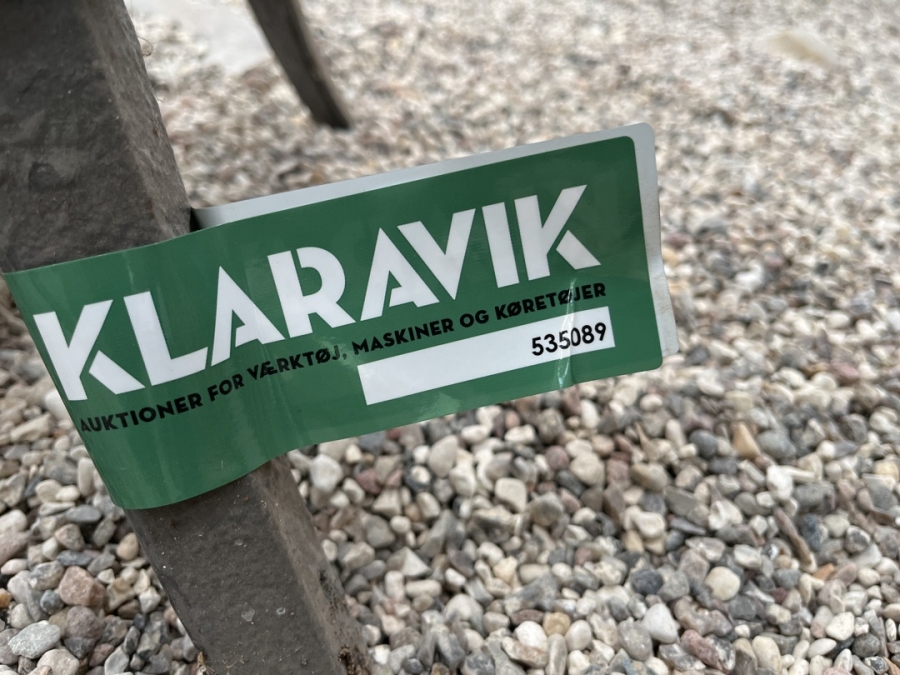 KLARAVIK
AUKTIONER FOR VÆRKTØJ, MASKINER OG KØRETØJER
535089